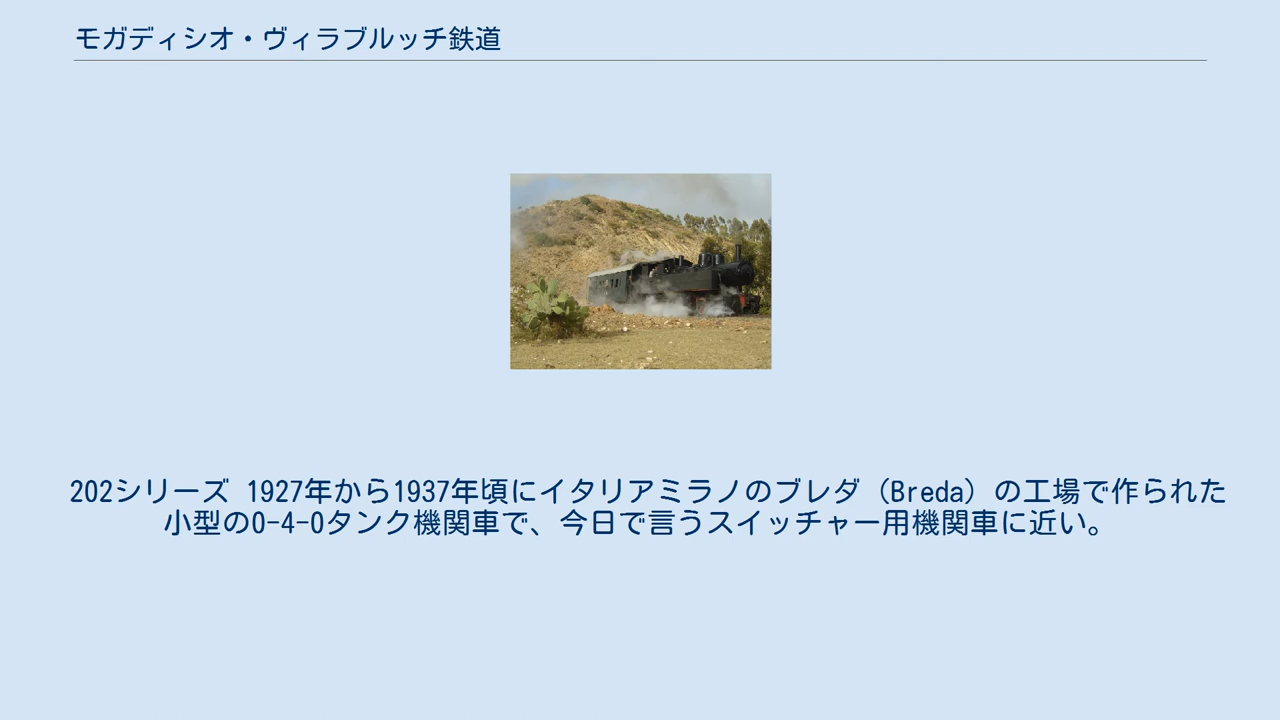 モガディシオ・ヴィラブルッチ鉄道
202シリーズ 1927年から1937年頃にイタリアミラノのブレダ（Breda）の工場で作られた
小型の0-4-0タンク機関車で、今日で言うスイッチャー用機関車に近い。